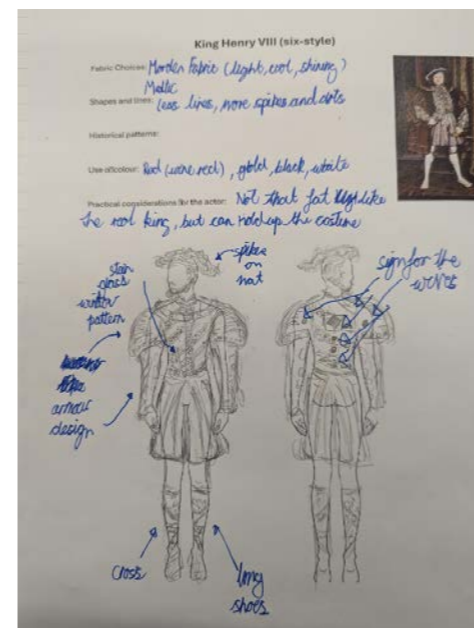 King Henry VIII (six-style)
Fabric Choices: Morden Fabric (light, cool, shining)
Shapes and lines: less lines, more spikes and dots
Historical patterns:
Use of colour: Red (wine red), gold, black, white
Practical considerations for the actor: Not that fat like
the real king, but can hold up the costume
spike
on
hat
stain
glass
window
pattern
sign for the
wives
armour
design
cross
long
shoes